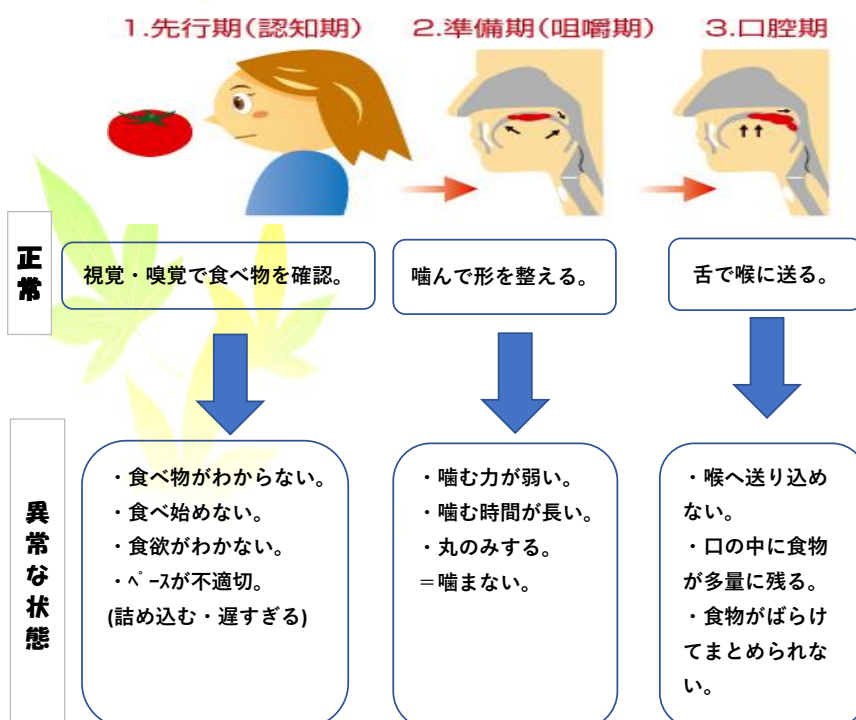 1.先行期(認知期)
2.準備期(咀嚼期)
3.口腔期
正常
視覚・嗅覚で食べ物を確認。
噛んで形を整える。
舌で喉に送る。
異常な状態
・食べ物がわからない。
・食べ始めない。
・食欲がわかない。
・ﾍﾟｰｽが不適切。
(詰め込む・遅すぎる)
・噛む力が弱い。
・噛む時間が長い。
・丸のみする。
＝噛まない。
・喉へ送り込め
ない。
・口の中に食物
が多量に残る。
・食物がばらけ
てまとめられな
い。